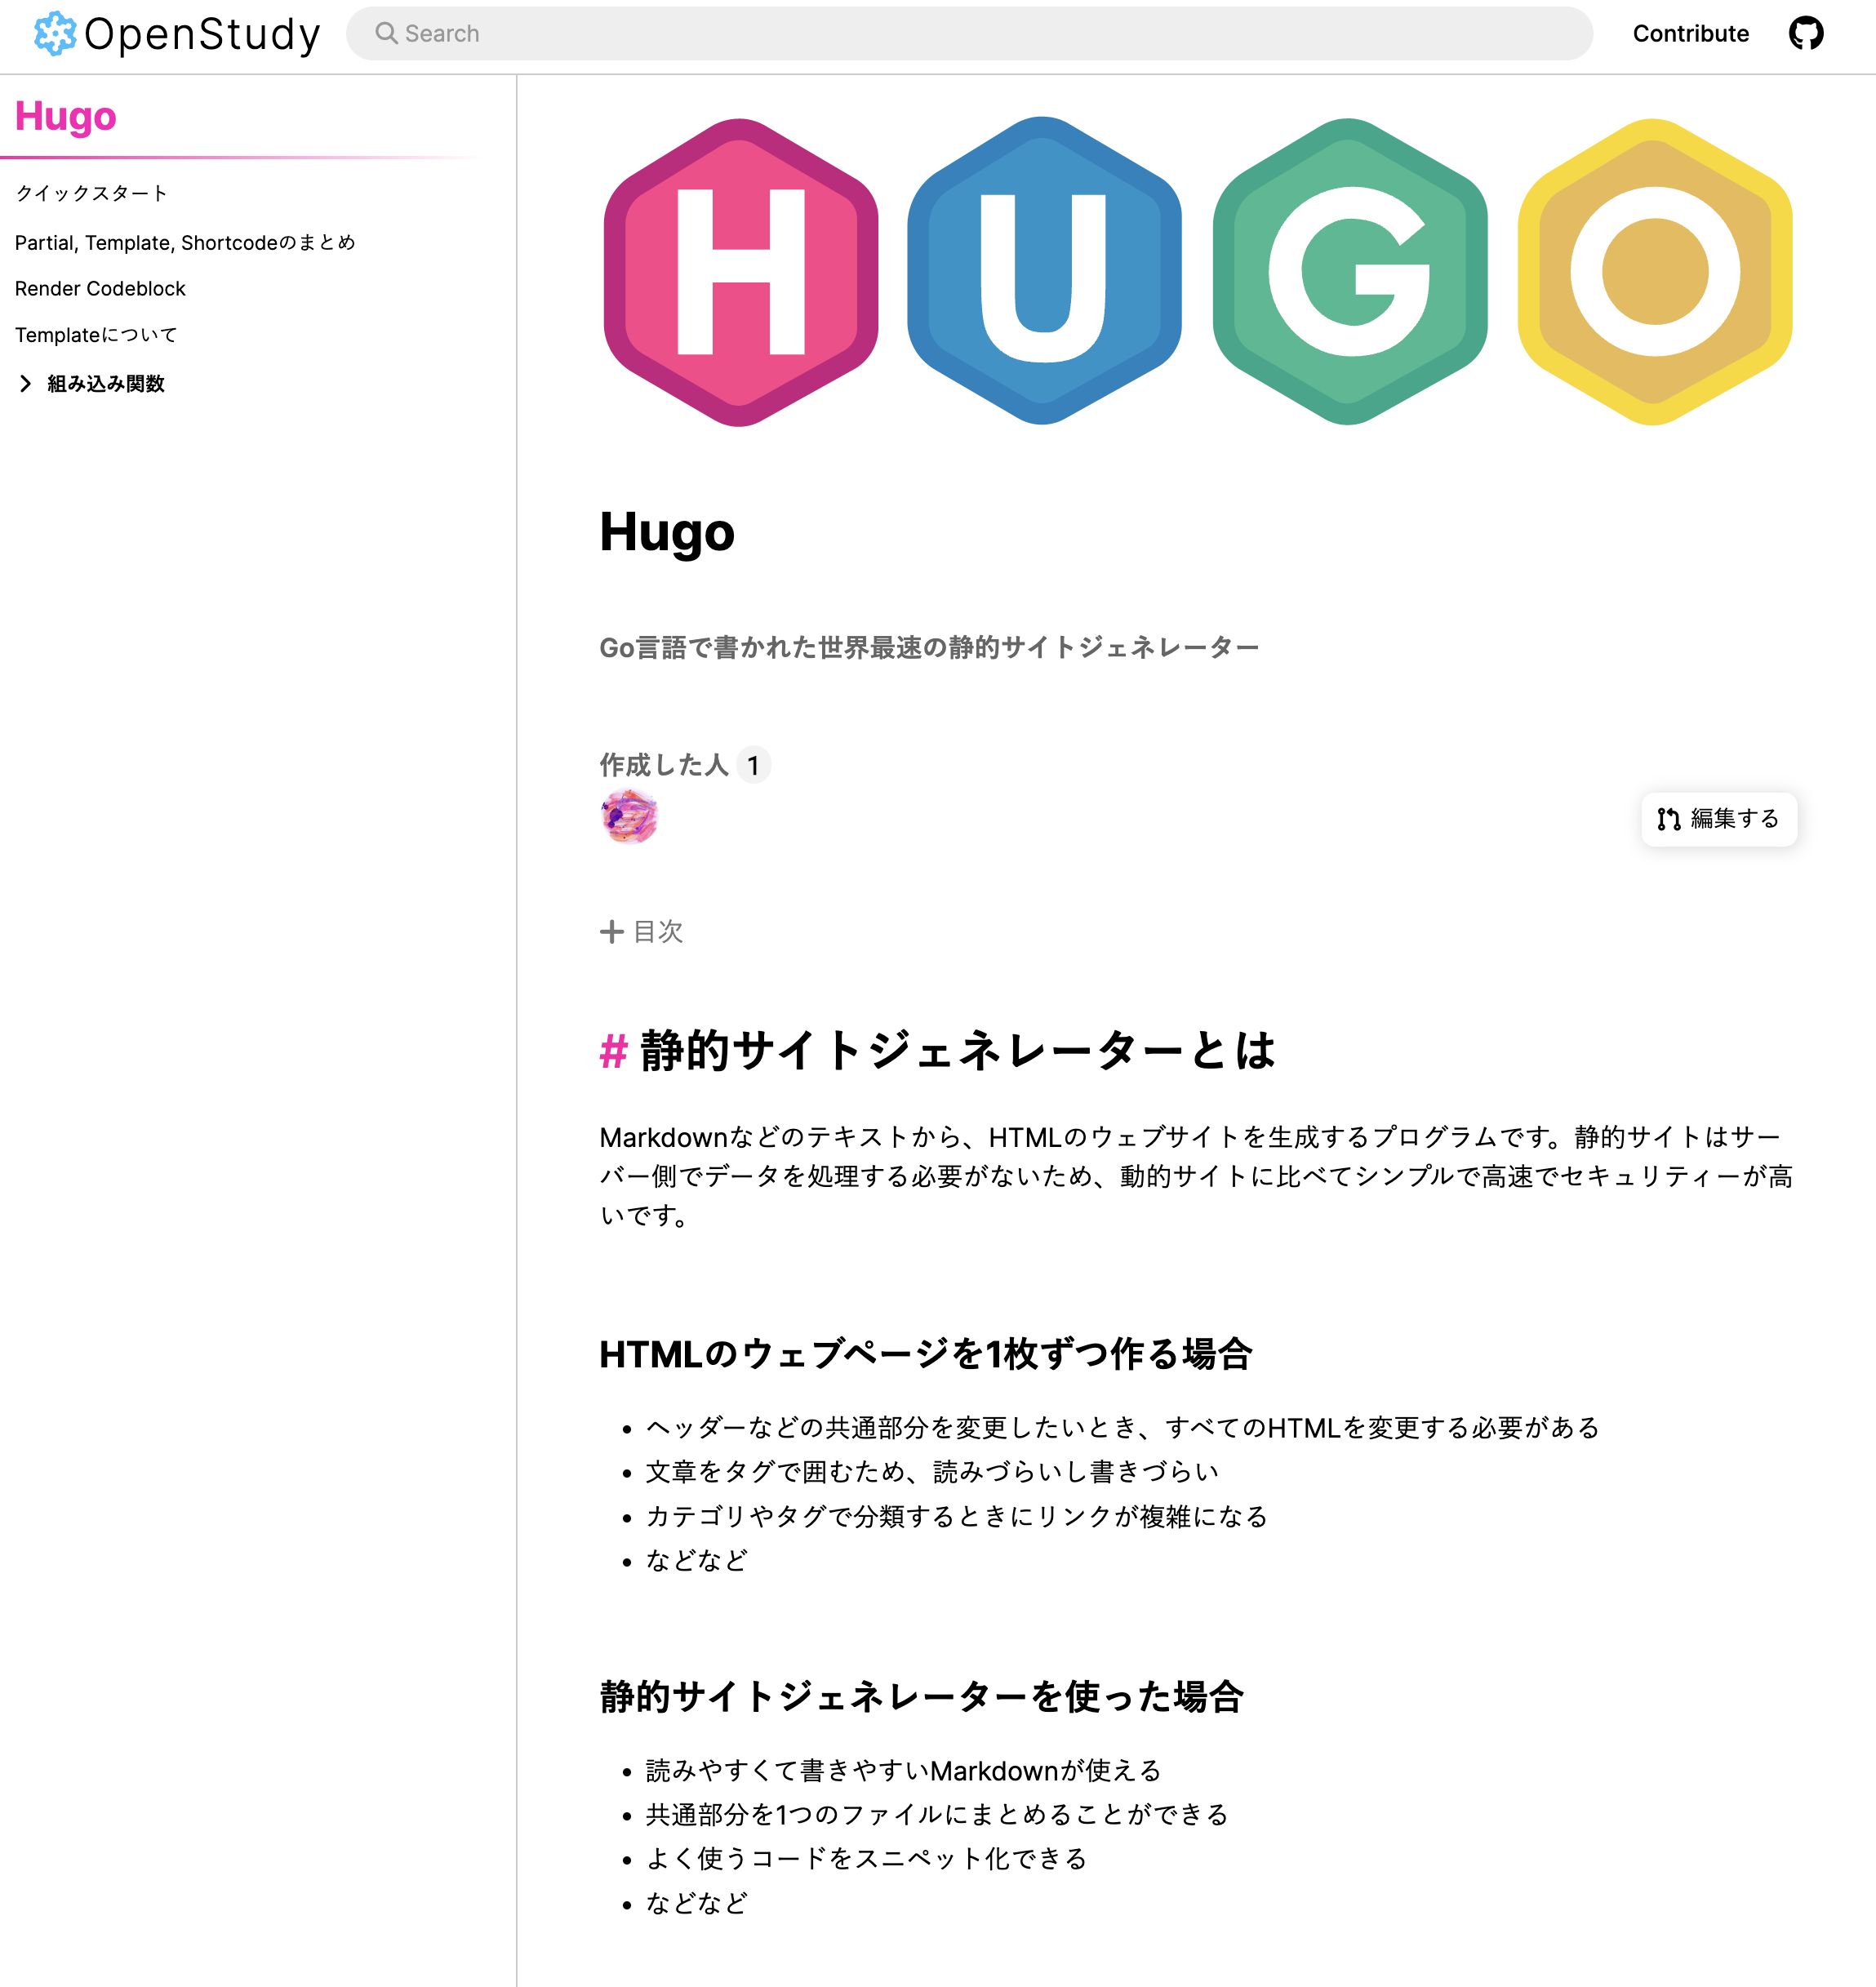 OpenStudy
Search
Contribute
Hugo
クイックスタート
Partial, Template, Shortcodeのまとめ
Render Codeblock
Templateについて
組み込み関数
HUGO
Hugo
Go言語で書かれた世界最速の静的サイトジェネレーター
作成した人 1
編集する
目次
# 静的サイトジェネレーターとは
Markdownなどのテキストから、HTMLのウェブサイトを生成するプログラムです。静的サイトはサー
バー側でデータを処理する必要がないため、動的サイトに比べてシンプルで高速でセキュリティーが高
いです。
HTMLのウェブページを1枚ずつ作る場合
• ヘッダーなどの共通部分を変更したいとき、すべてのHTMLを変更する必要がある
• 文章をタグで囲むため、読みづらいし書きづらい
• カテゴリやタグで分類するときにリンクが複雑になる
• などなど
静的サイトジェネレーターを使った場合
• 読みやすくて書きやすいMarkdownが使える
• 共通部分を1つのファイルにまとめることができる
• よく使うコードをスニペット化できる
• などなど